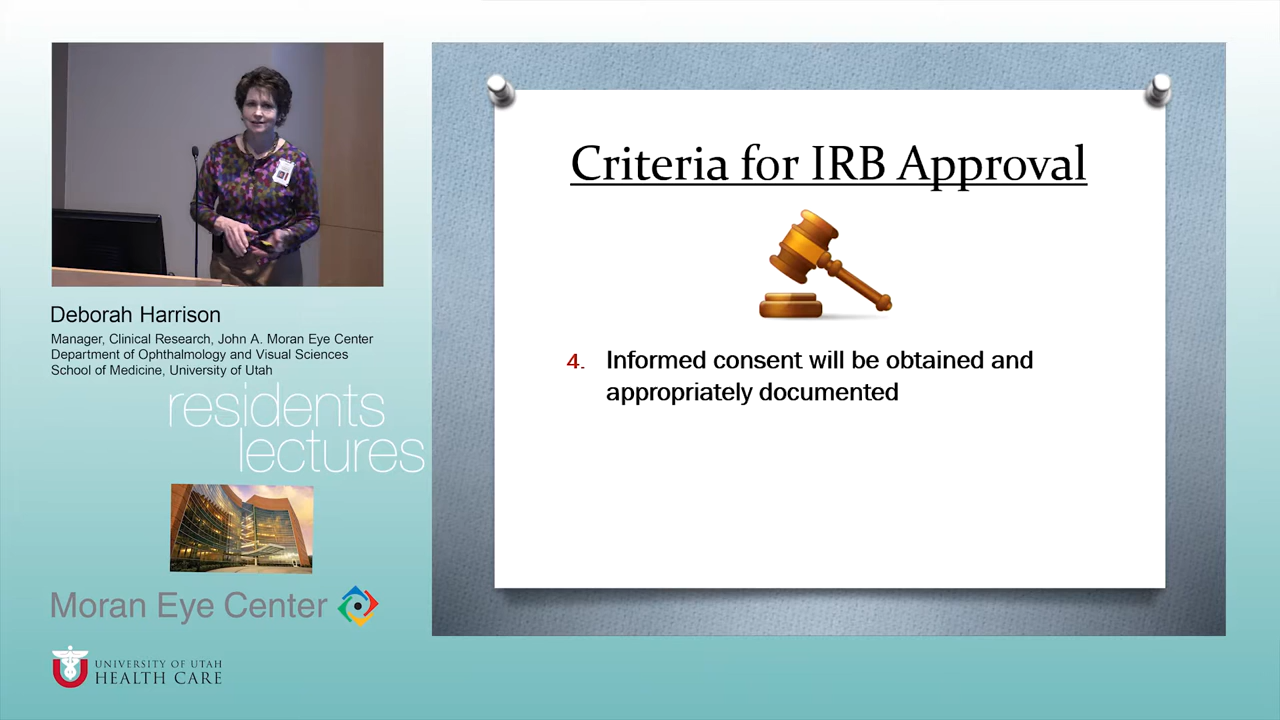 Criteria for IRB Approval
4. Informed consent will be obtained and
appropriately documented
Deborah Harrison
Manager, Clinical Research, John A. Moran Eye Center
Department of Ophthalmology and Visual Sciences
School of Medicine, University of Utah
residents
lectures
Moran Eye Center
UNIVERSITY OF UTAH
HEALTH CARE